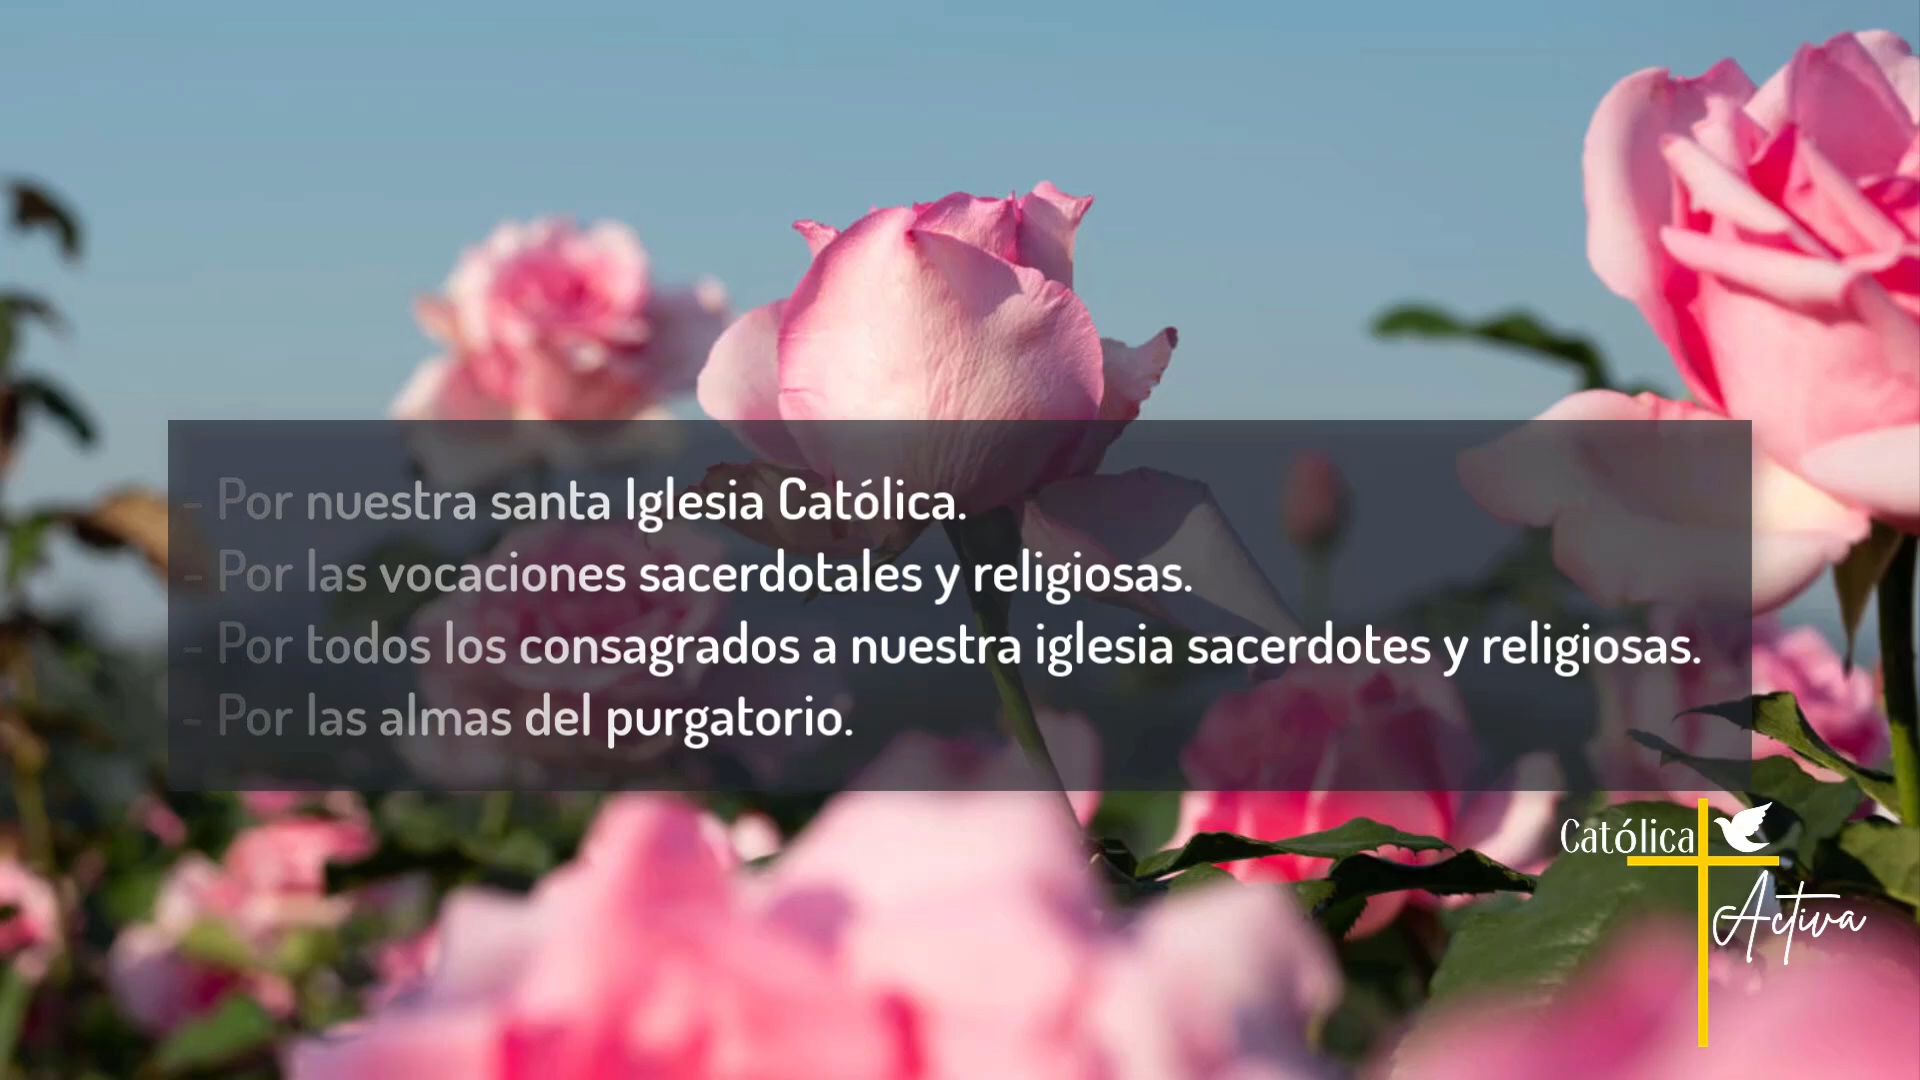 - Por nuestra santa Iglesia Católica.
- Por las vocaciones sacerdotales y religiosas.
- Por todos los consagrados a nuestra iglesia sacerdotes y religiosas.
- Por las almas del purgatorio.
Católica
Activa